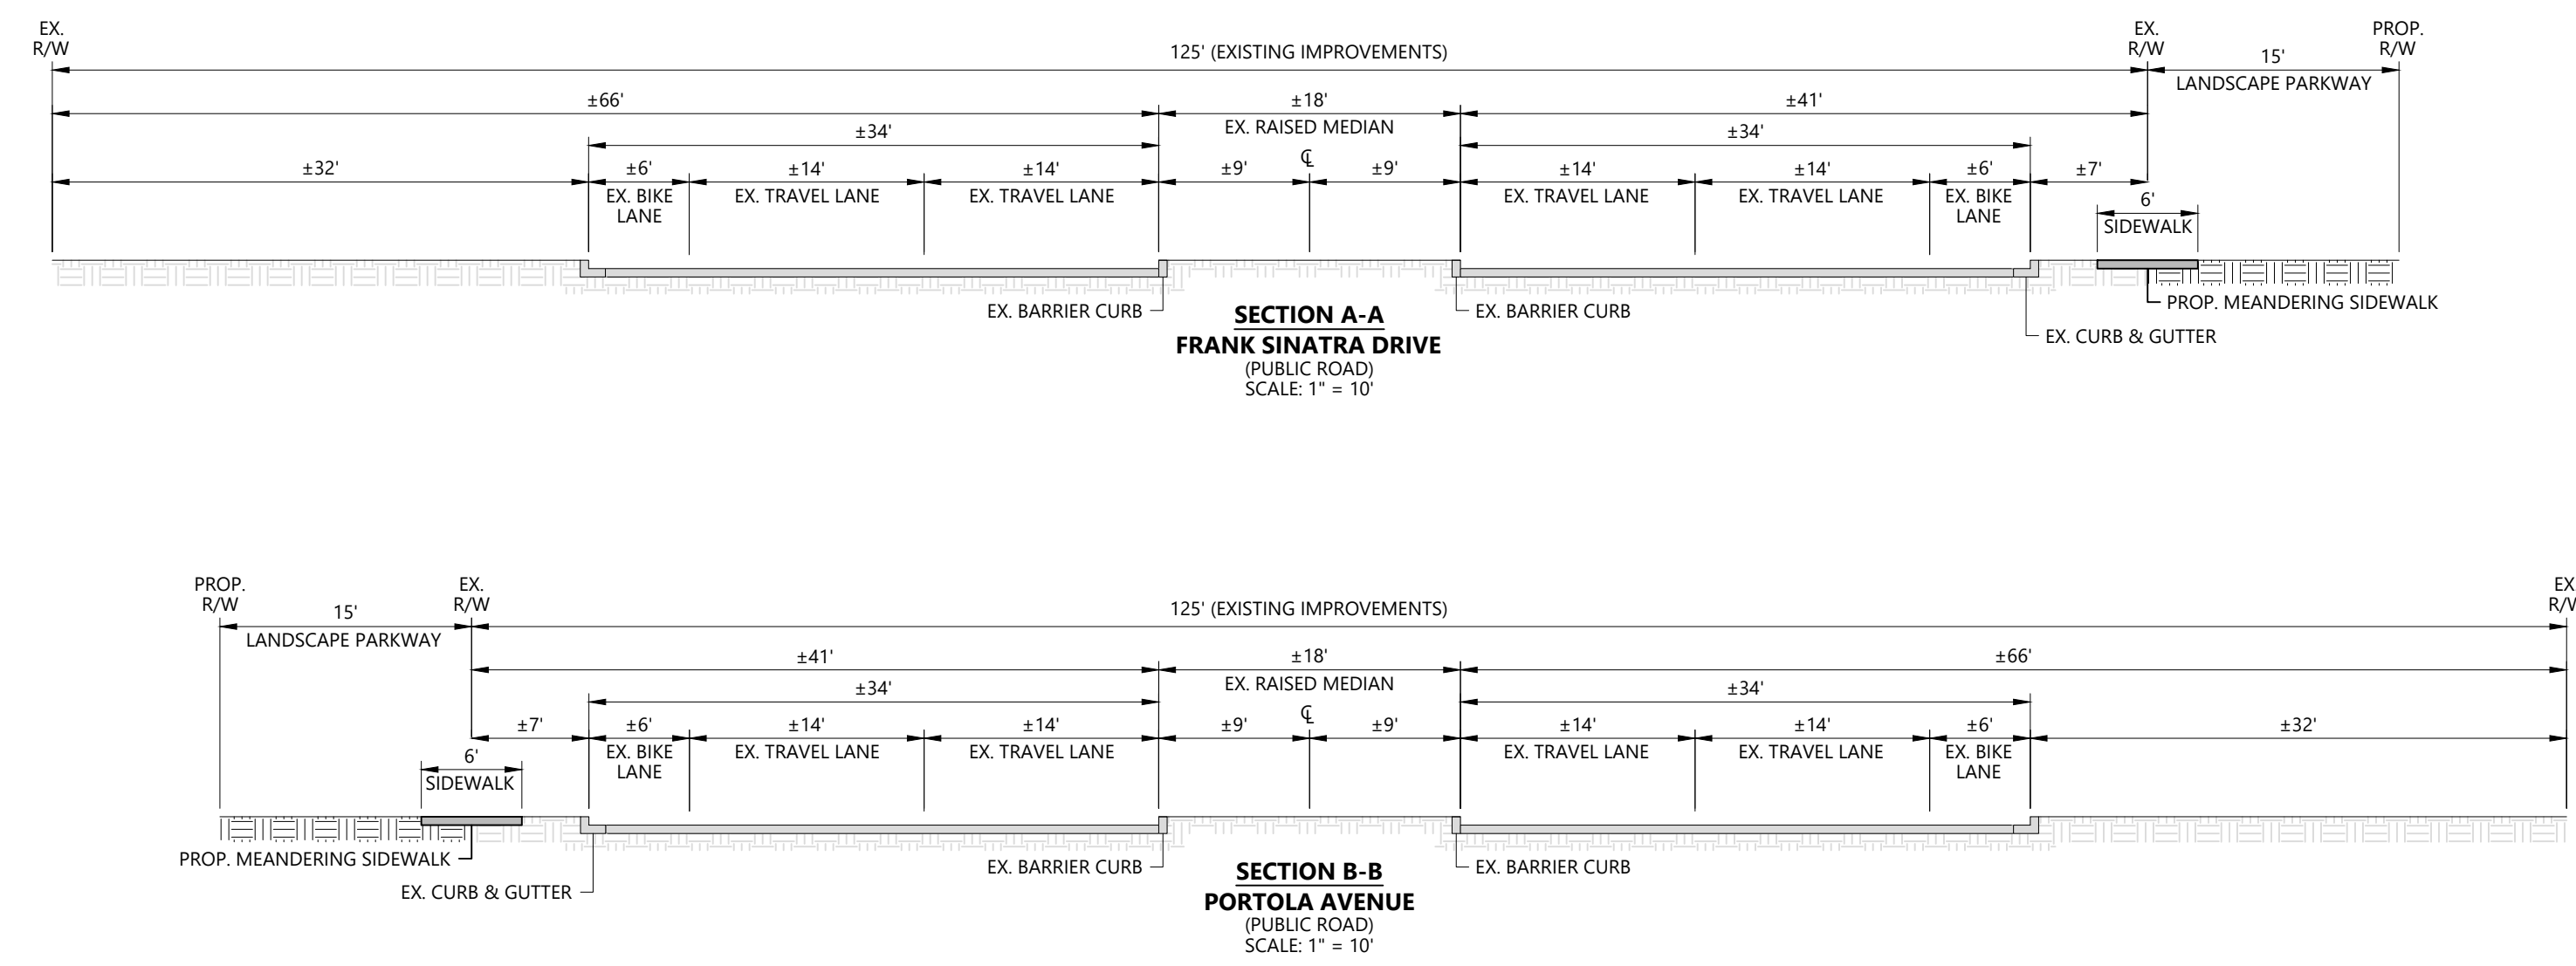 EX.
R/W
125' (EXISTING IMPROVEMENTS)
EX.
R/W
PROP.
R/W
15'
LANDSCAPE PARKWAY
±66'
±18'
EX. RAISED MEDIAN
±41'
±34'
±34'
±32'
±6'
EX. BIKE
LANE
±14'
EX. TRAVEL LANE
±14'
EX. TRAVEL LANE
±9'
℄
±9'
±14'
EX. TRAVEL LANE
±14'
EX. TRAVEL LANE
±6'
EX. BIKE
LANE
±7'
6'
SIDEWALK
EX. BARRIER CURB
EX. BARRIER CURB
PROP. MEANDERING SIDEWALK
EX. CURB & GUTTER
SECTION A-A
FRANK SINATRA DRIVE
(PUBLIC ROAD)
SCALE: 1" = 10'
PROP.
R/W
15'
LANDSCAPE PARKWAY
EX.
R/W
125' (EXISTING IMPROVEMENTS)
EX
±41'
±18'
EX. RAISED MEDIAN
±66'
±34'
±34'
±7'
6'
SIDEWALK
±6'
EX. BIKE
LANE
±14'
EX. TRAVEL LANE
±14'
EX. TRAVEL LANE
±9'
℄
±9'
±14'
EX. TRAVEL LANE
±14'
EX. TRAVEL LANE
±6'
EX. BIKE
LANE
±32'
PROP. MEANDERING SIDEWALK
EX. CURB & GUTTER
EX. BARRIER CURB
EX. BARRIER CURB
SECTION B-B
PORTOLA AVENUE
(PUBLIC ROAD)
SCALE: 1" = 10'